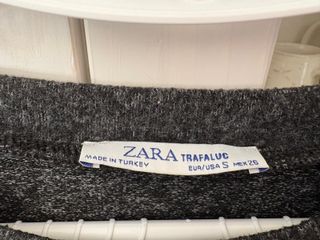 ZARA TRAFALUC
MADE IN TURKEY
EUR/USA S MEX 26